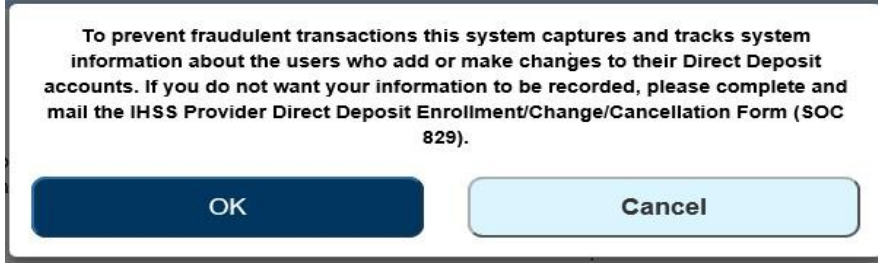 To prevent fraudulent transactions this system captures and tracks system
information about the users who add or make changes to their Direct Deposit
accounts. If you do not want your information to be recorded, please complete and
mail the IHSS Provider Direct Deposit Enrollment/Change/Cancellation Form (SOC
829).
OK
Cancel